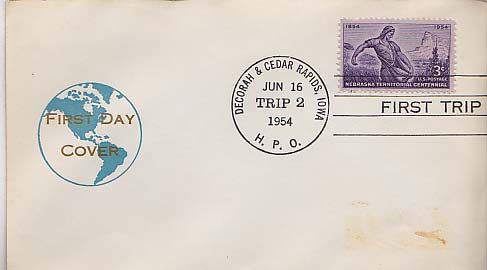 FIRST DAY
COVER
DECORAH & CEDAR RAPIDS, IOWA
JUN 16
TRIP 2
1954
H. P. O.
1854 1954
3¢
U.S. POSTAGE
NEBRASKA TERRITORIAL CENTENNIAL
FIRST TRIP